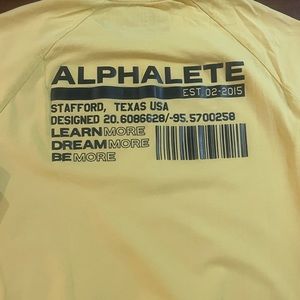 ALPHALETE
EST 02-2015
STAFFORD, TEXAS USA
DESIGNED 20.6086628/-95.5700258
LEARN MORE
DREAM MORE
BE MORE